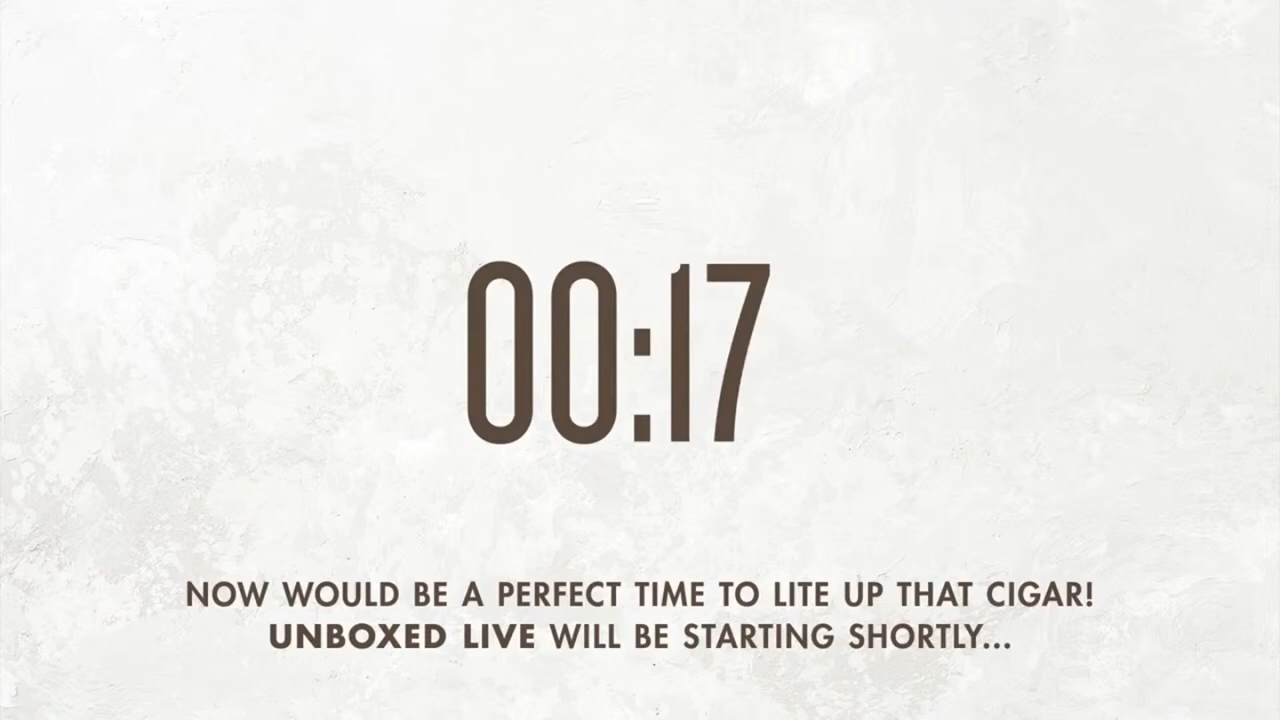 00:17
NOW WOULD BE A PERFECT TIME TO LITE UP THAT CIGAR!
UNBOXED LIVE WILL BE STARTING SHORTLY...